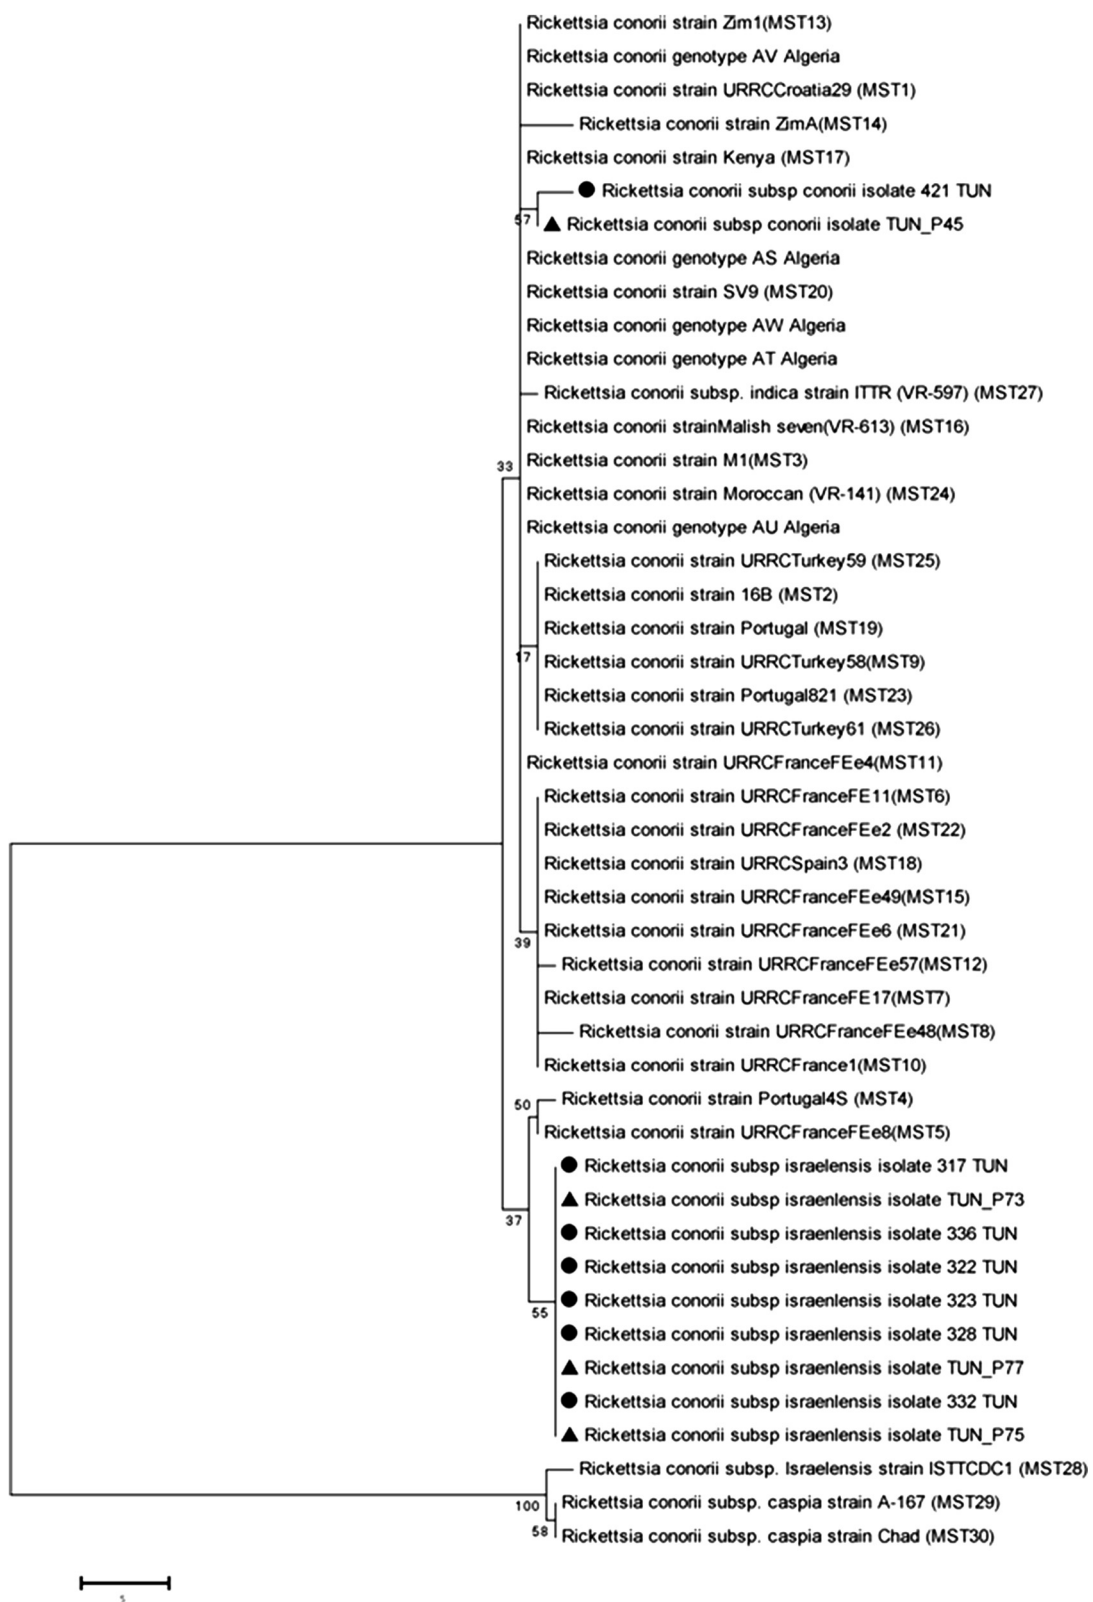 Rickettsia conorii strain Zim1(MST13)
Rickettsia conorii genotype AV Algeria
Rickettsia conorii strain URRCCroatia29 (MST1)
Rickettsia conorii strain ZimA(MST14)
Rickettsia conorii strain Kenya (MST17)
Rickettsia conorii subsp conorii isolate 421 TUN
57
Rickettsia conorii subsp conorii isolate TUN_P45
Rickettsia conorii genotype AS Algeria
Rickettsia conorii strain SV9 (MST20)
Rickettsia conorii genotype AW Algeria
Rickettsia conorii genotype AT Algeria
Rickettsia conorii subsp. indica strain ITTR (VR-597) (MST27)
Rickettsia conorii strainMalish seven(VR-613) (MST16)
Rickettsia conorii strain M1(MST3)
33
Rickettsia conorii strain Moroccan (VR-141) (MST24)
Rickettsia conorii genotype AU Algeria
Rickettsia conorii strain URRCTurkey59 (MST25)
Rickettsia conorii strain 16B (MST2)
Rickettsia conorii strain Portugal (MST19)
17
Rickettsia conorii strain URRCTurkey58(MST9)
Rickettsia conorii strain Portugal821 (MST23)
Rickettsia conorii strain URRCTurkey61 (MST26)
Rickettsia conorii strain URRCFranceFEe4(MST11)
Rickettsia conorii strain URRCFranceFE11(MST6)
Rickettsia conorii strain URRCFranceFEe2 (MST22)
Rickettsia conorii strain URRCSpain3 (MST18)
Rickettsia conorii strain URRCFranceFEe49(MST15)
Rickettsia conorii strain URRCFranceFEe6 (MST21)
39
Rickettsia conorii strain URRCFranceFEe57(MST12)
Rickettsia conorii strain URRCFranceFE17(MST7)
Rickettsia conorii strain URRCFranceFEe48(MST8)
Rickettsia conorii strain URRCFrance1(MST10)
50
Rickettsia conorii strain Portugal4S (MST4)
Rickettsia conorii strain URRCFranceFEe8(MST5)
Rickettsia conorii subsp israelensis isolate 317 TUN
Rickettsia conorii subsp israenlensis isolate TUN_P73
37
Rickettsia conorii subsp israenlensis isolate 336 TUN
Rickettsia conorii subsp israenlensis isolate 322 TUN
Rickettsia conorii subsp israenlensis isolate 323 TUN
55
Rickettsia conorii subsp israenlensis isolate 328 TUN
Rickettsia conorii subsp israenlensis isolate TUN_P77
Rickettsia conorii subsp israenlensis isolate 332 TUN
Rickettsia conorii subsp israenlensis isolate TUN_P75
Rickettsia conorii subsp. Israelensis strain ISTTCDC1 (MST28)
100
Rickettsia conorii subsp. caspia strain A-167 (MST29)
58
Rickettsia conorii subsp. caspia strain Chad (MST30)
5